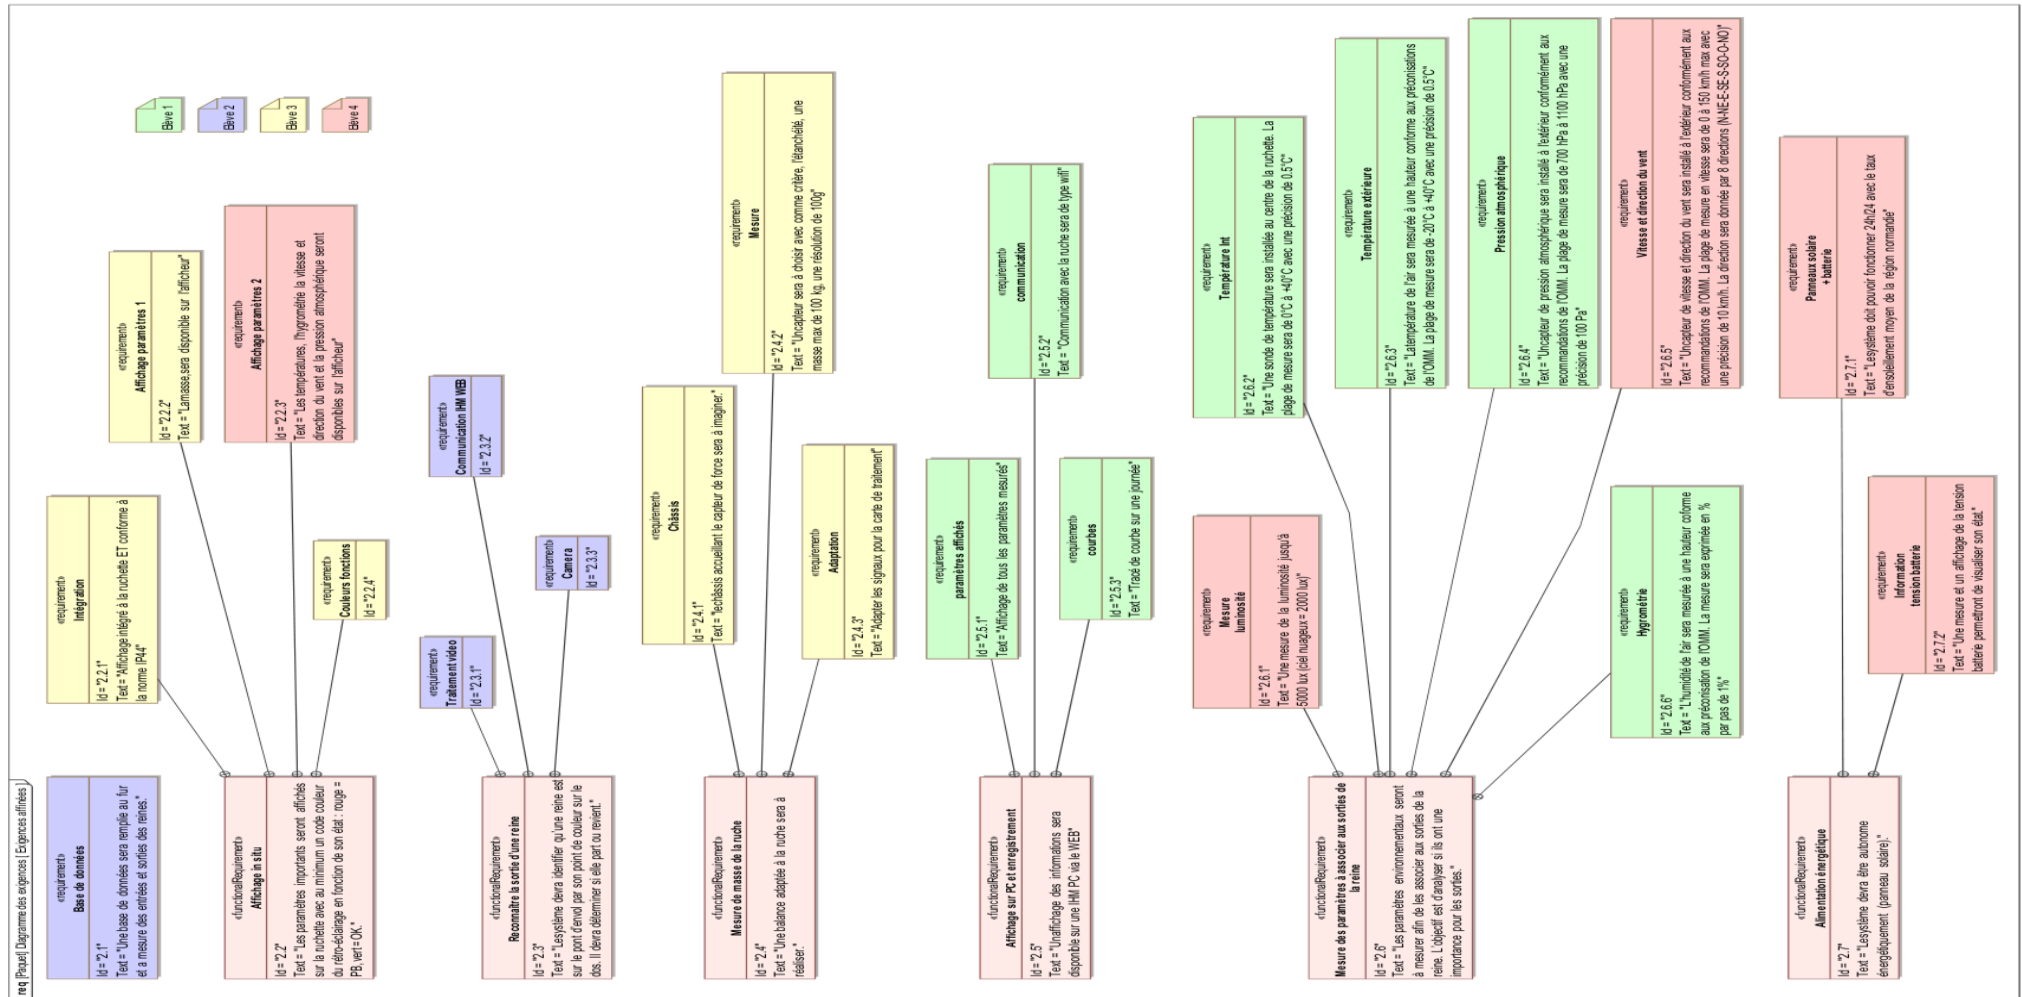 req [Paquet] Diagramme des exigences [ Exigences affinées ]
«requirement»
Base de données
Id = "2.1"
Text = "Une base de données sera remplie au fur
et a mesure des entrées et sorties des reines."
«functionalRequirement»
Affichage in situ
Id = "2.2"
Text = "Les paramètres importants seront affichés
sur la ruchette avec au minimum un code couleur
du rétro-éclairage en fonction de son état : rouge =
PB, vert=OK."
«functionalRequirement»
Reconnaitre la sortie d'une reine
Id = "2.3"
Text = "Lesystème devra identifier qu'une reine est
sur le pont d'envol par son point de couleur sur le
dos. Il devra déterminer si elle part ou revient."
«functionalRequirement»
Mesure de masse de la ruche
Id = "2.4"
Text = "Une balance adaptée à la ruche sera à
réaliser."
«functionalRequirement»
Affichage sur PC et enregistrement
Id = "2.5"
Text = "Unaffichage des informations sera
disponible sur une IHM PC via le WEB"
«functionalRequirement»
Mesure des paramètres à associer aux sorties de
la reine
Id = "2.6"
Text = "Les paramètres environnementaux seront
à mesurer afin de les associer aux sorties de la
reine. L'objectif est d'analyser si ils ont une
importance pour les sorties."
«functionalRequirement»
Alimentation énergétique
Id = "2.7"
Text = "Lesystème devra être autonome
énergétiquement (panneau solaire)."
«requirement»
Intégration
Id = "2.2.1"
Text = "Affichage intégré à la ruchette ET conforme à
la norme IP44"
«requirement»
Affichage paramètres 1
Id = "2.2.2"
Text = "Lamasse,sera disponible sur l'afficheur"
«requirement»
Affichage paramètres 2
Id = "2.2.3"
Text = "Les températures, l'hygrométrie la vitesse et
direction du vent et la pression atmosphérique seront
disponibles sur l'afficheur"
«requirement»
Couleurs fonctions
Id = "2.2.4"
«requirement»
Traitement video
Id = "2.3.1"
«requirement»
Communication IHM WEB
Id = "2.3.2"
«requirement»
Camera
Id = "2.3.3"
«requirement»
Châssis
Id = "2.4.1"
Text = "lechâssis accueillant le capteur de force sera à imaginer."
«requirement»
Mesure
Id = "2.4.2"
Text = "Uncapteur sera à choisir avec comme critère, l'étanchéité, une
masse max de 100 kg, une résolution de 100g"
«requirement»
Adaptation
Id = "2.4.3"
Text = "Adapter les signaux pour la carte de traitement"
«requirement»
paramètres affichés
Id = "2.5.1"
Text = "Affichage de tous les paramètres mesurés"
«requirement»
communication
Id = "2.5.2"
Text = "Communication avec la ruche sera de type wifi"
«requirement»
courbes
Id = "2.5.3"
Text = "Tracé de courbe sur une journée"
«requirement»
Mesure
luminosité
Id = "2.6.1"
Text = "Une mesure de la luminosité jusqu'à
5000 lux (ciel nuageux = 2000 lux)"
«requirement»
Température Int
Id = "2.6.2"
Text = "Une sonde de température sera installée au centre de la ruchette. La
plage de mesure sera de 0°C à +40°C avec une précision de 0.5°C"
«requirement»
Température extérieure
Id = "2.6.3"
Text = "Latempérature de l'air sera mesurée à une hauteur conforme aux préconisations
de l'OMM. La plage de mesure sera de -20°C à +40°C avec une précision de 0.5°C"
«requirement»
Pression atmosphérique
Id = "2.6.4"
Text = "Uncapteur de pression atmosphérique sera installé à l'extérieur conformément aux
recommandations de l'OMM. La plage de mesure sera de 700 hPa à 1100 hPa avec une
précision de 100 Pa"
«requirement»
Vitesse et direction du vent
Id = "2.6.5"
Text = "Uncapteur de vitesse et direction du vent sera installé à l'extérieur conformément aux
recommandations de l'OMM. La plage de mesure en vitesse sera de 0 à 150 km/h max avec
une précision de 10 km/h. La direction sera donnée par 8 directions (N-NE-E-SE-S-SO-O-NO)"
«requirement»
Hygrométrie
Id = "2.6.6"
Text = "L'humidité de l'air sera mesurée à une hauteur coforme
aux préconisation de l'OMM. La mesure sera exprimée en %
par pas de 1%"
«requirement»
Panneaux solaire
+ batterie
Id = "2.7.1"
Text = "Lesystème doit pouvoir fonctionner 24h24 avec le taux
d'ensoleillement moyen de la région normandie"
«requirement»
Information
tension batterie
Id = "2.7.2"
Text = "Une mesure et un affichage de la tension
batterie permettront de visualiser son état."
Elève 1
Elève 2
Elève 3
Elève 4